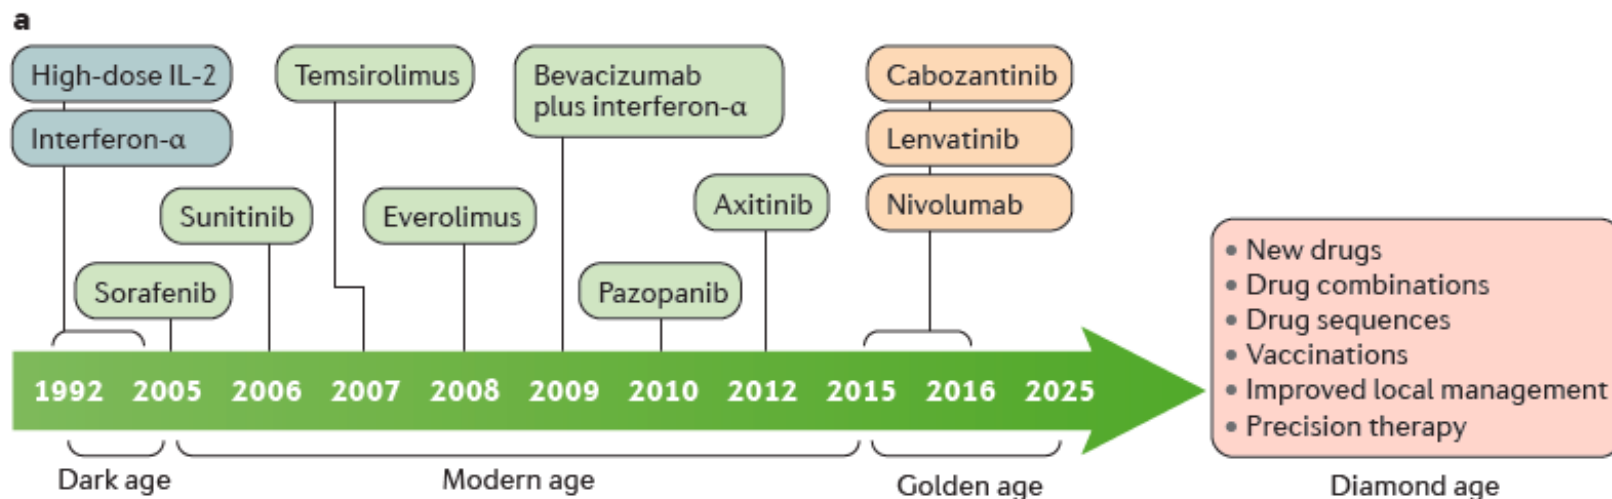 a
High-dose IL-2
Interferon-α
Temsirolimus
Bevacizumab
plus interferon-α
Cabozantinib
Lenvatinib
Nivolumab
Sunitinib
Everolimus
Axitinib
Sorafenib
Pazopanib
1992 2005 2006 2007 2008 2009 2010 2012 2015 2016 2025
Dark age
Modern age
Golden age
• New drugs
• Drug combinations
• Drug sequences
• Vaccinations
• Improved local management
• Precision therapy
Diamond age